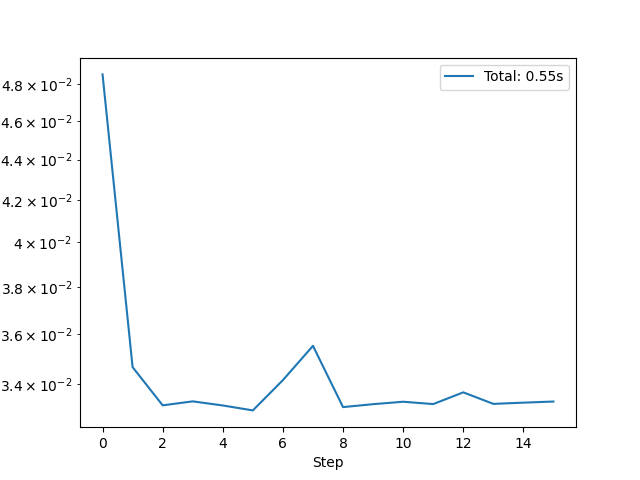 Total: 0.55s
4.8 × 10⁻²
4.6 × 10⁻²
4.4 × 10⁻²
4.2 × 10⁻²
4 × 10⁻²
3.8 × 10⁻²
3.6 × 10⁻²
3.4 × 10⁻²
0 2 4 6 8 10 12 14
Step